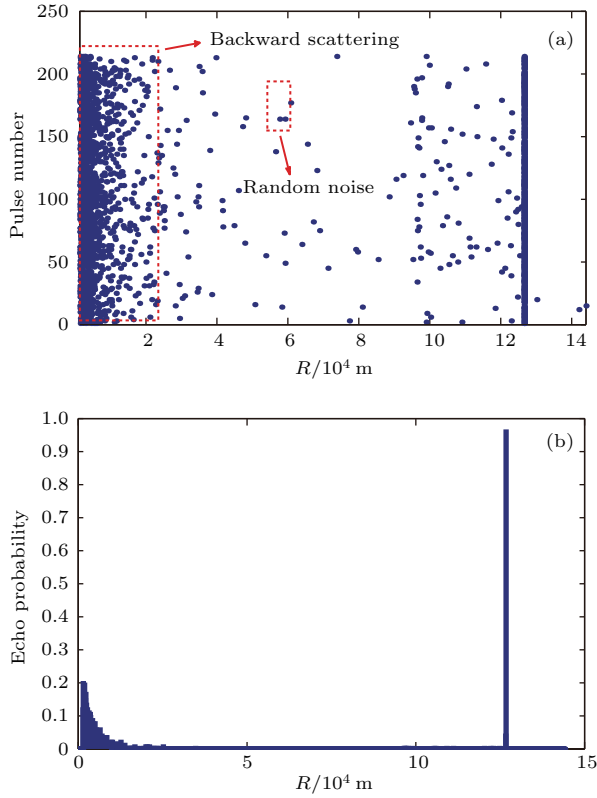 250
200
150
100
50
0
Pulse number
Backward scattering
(a)
Random noise
2 4 6 8 10 12 14
R/10⁴ m
1.0
0.9
0.8
0.7
0.6
0.5
0.4
0.3
0.2
0.1
0
Echo probability
(b)
0 5 10 15
R/10⁴ m